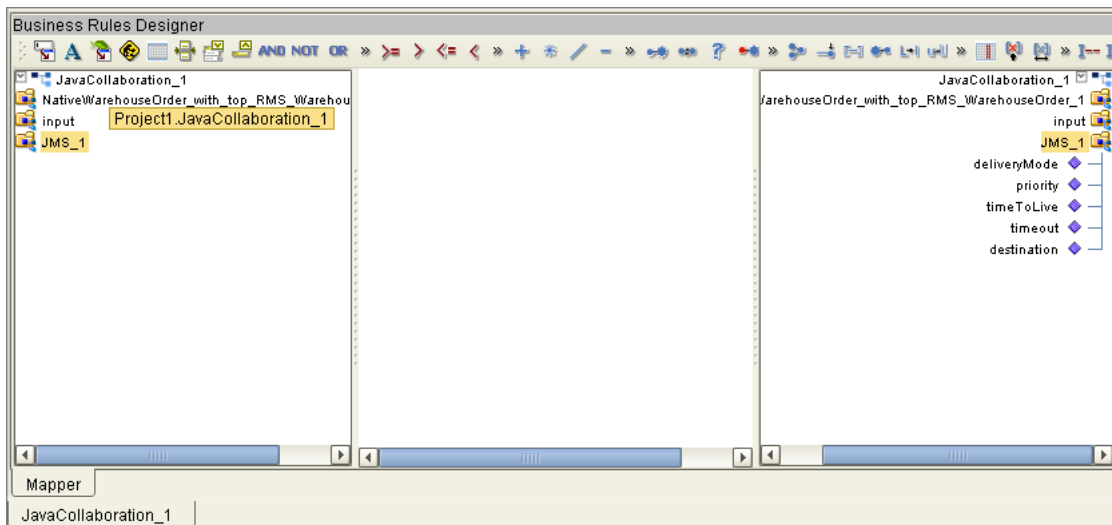 Business Rules Designer
A AND NOT OR » >= > <= < » + / - » ? » » »
JavaCollaboration_1
NativeWarehouseOrder_with_top_RMS_Warehou
input
Project1.JavaCollaboration_1
JMS_1
JavaCollaboration_1
/arehouseOrder_with_top_RMS_WarehouseOrder_1
input
JMS_1
deliveryMode
priority
timeToLive
timeout
destination
Mapper
JavaCollaboration_1